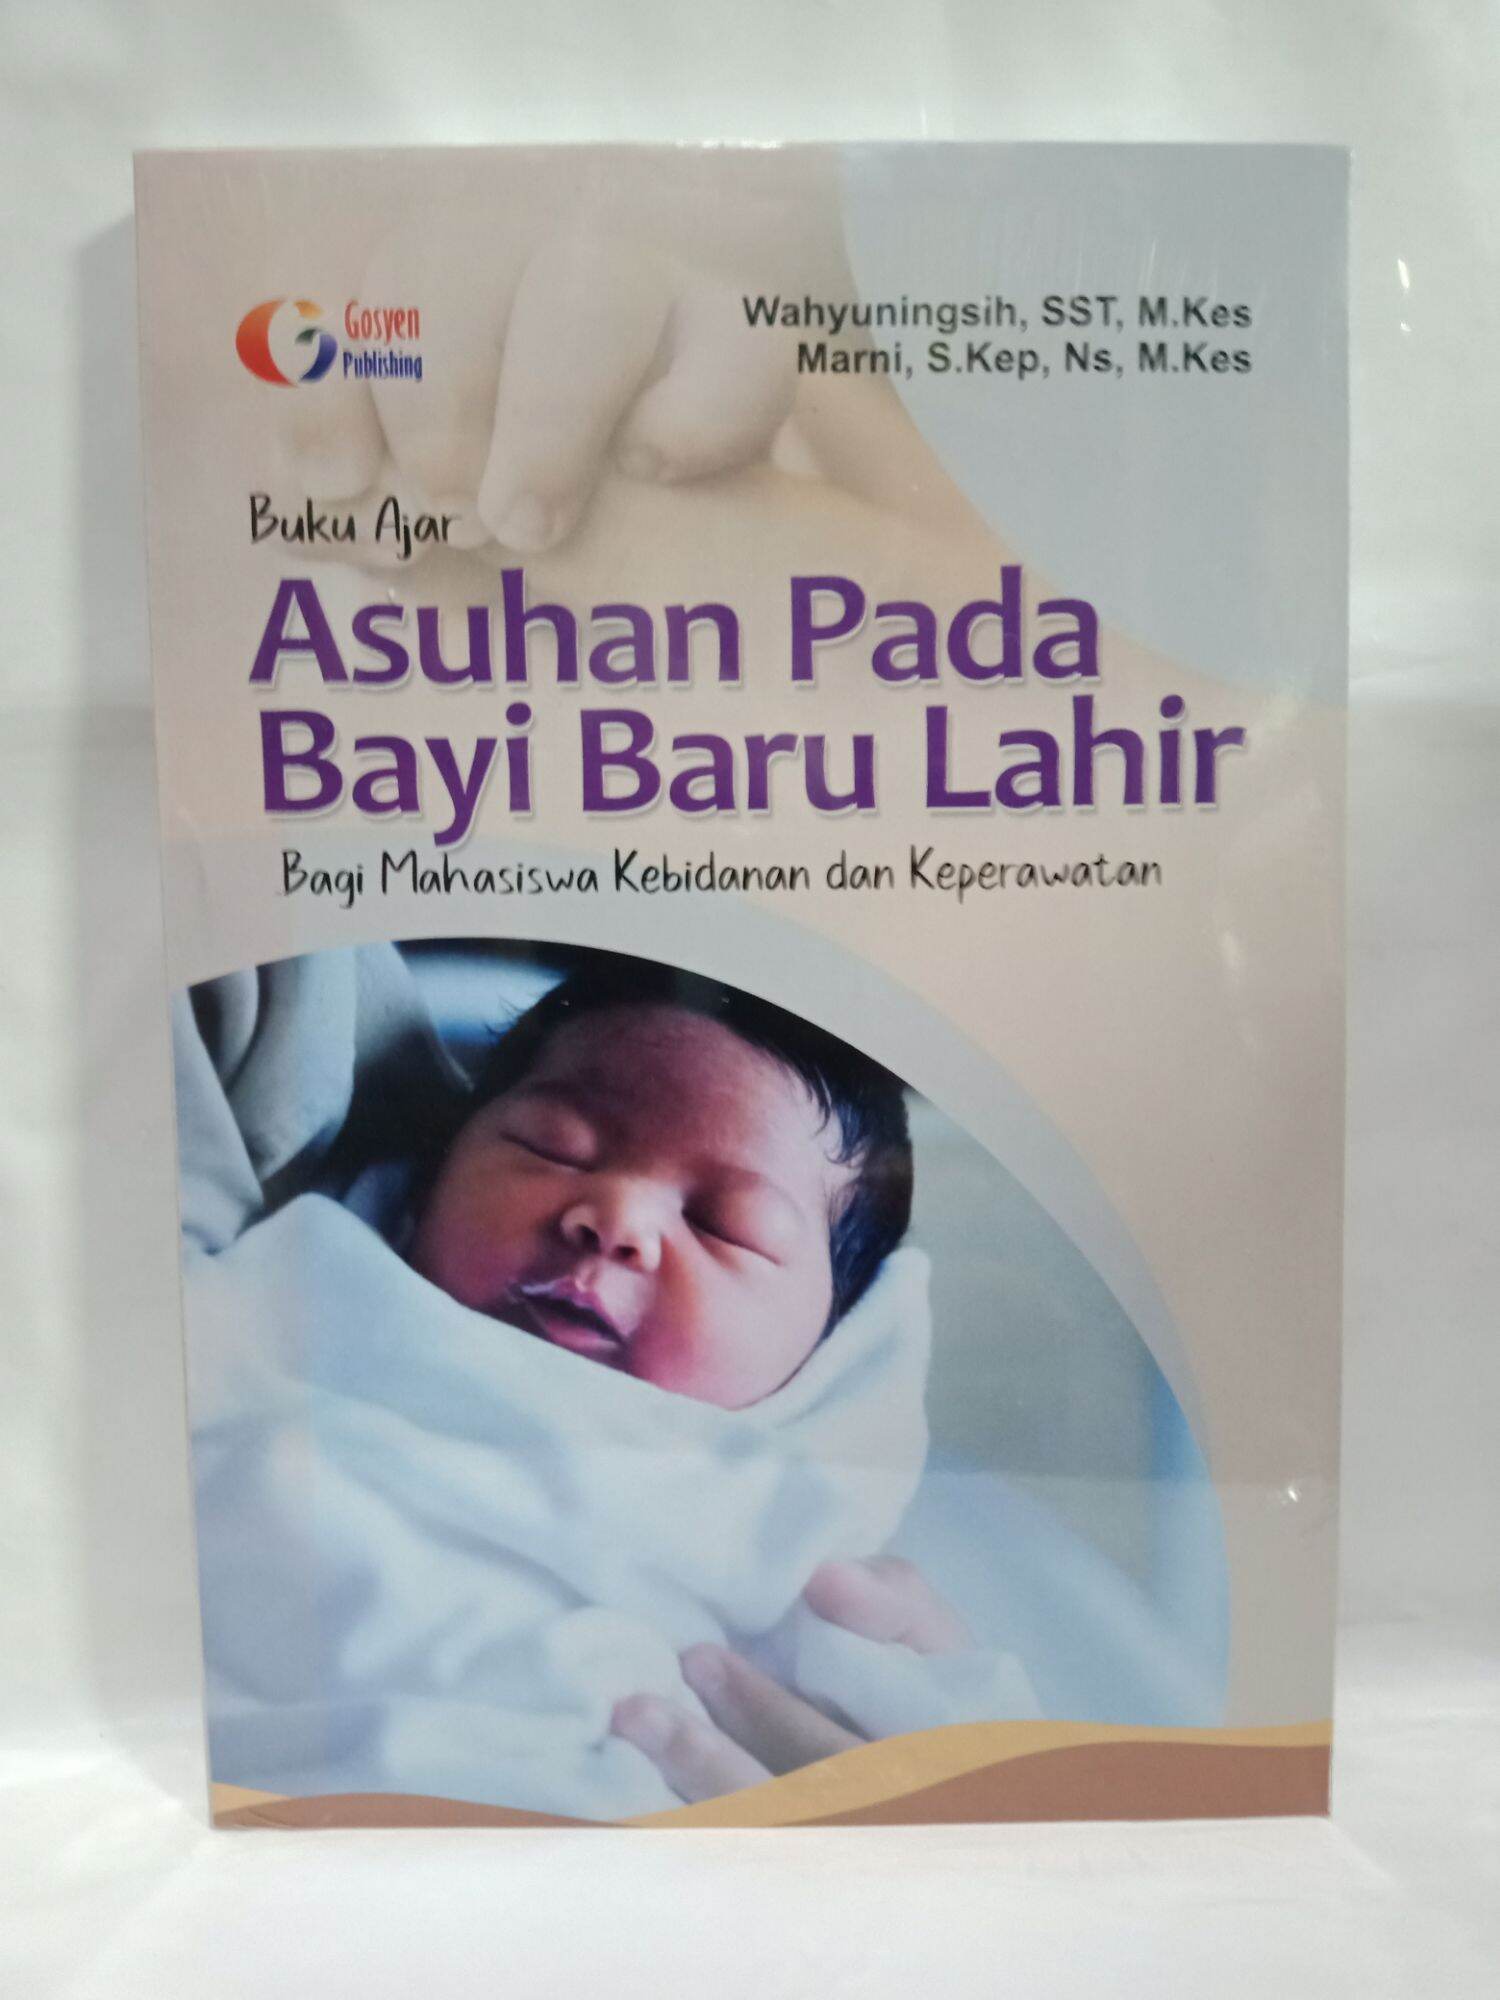 Gosyen
Publishing
Wahyuningsih, SST, M.Kes
Marni, S.Kep, Ns, M.Kes
Buku Ajar
Asuhan Pada
Bayi Baru Lahir
Bagi Mahasiswa Kebidanan dan Keperawatan